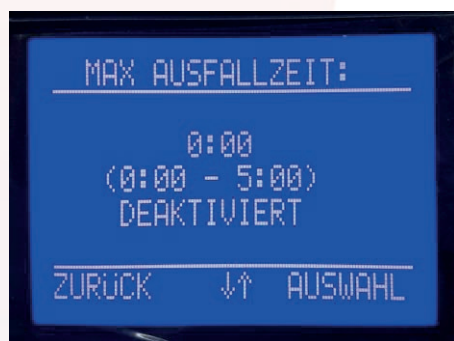 MAX AUSFALLZEIT:
0:00
(0:00 - 5:00)
DEAKTIVIERT
ZURÜCK ↓↑ AUSWAHL